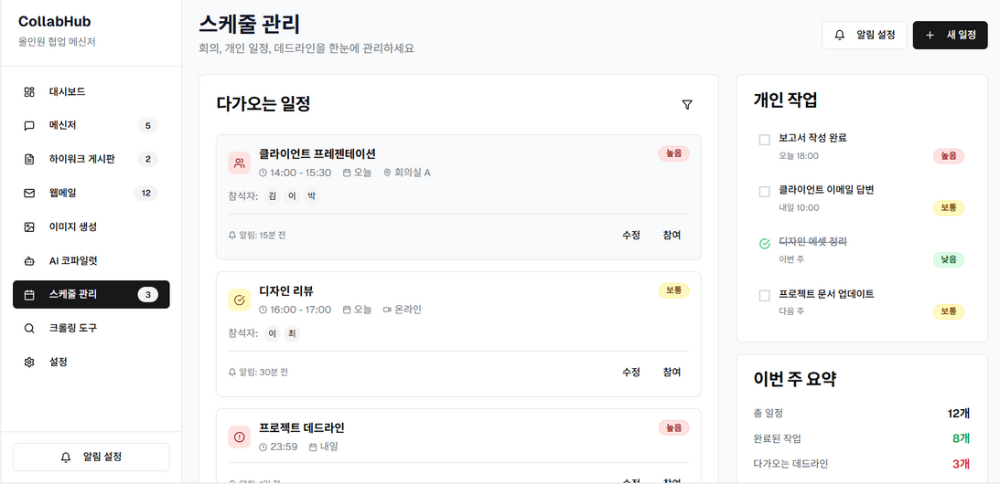 CollabHub
올인원 협업 메신저
대시보드
메신저 5
하이워크 게시판 2
웹메일 12
이미지 생성
AI 코파일럿
스케줄 관리 3
크롤링 도구
설정
알림 설정
스케줄 관리
회의, 개인 일정, 데드라인을 한눈에 관리하세요
알림 설정
새 일정
다가오는 일정
클라이언트 프레젠테이션 높음
14:00 - 15:30 오늘 회의실 A
참석자: 김 이 박
알림: 15분 전 수정 참여
디자인 리뷰 보통
16:00 - 17:00 오늘 온라인
참석자: 이 최
알림: 30분 전 수정 참여
프로젝트 데드라인 높음
23:59 내일
알림: 1일 전 수정 참여
개인 작업
보고서 작성 완료
오늘 18:00 높음
클라이언트 이메일 답변
내일 10:00 보통
디자인 에셋 정리
이번 주 낮음
프로젝트 문서 업데이트
다음 주 보통
이번 주 요약
총 일정 12개
완료된 작업 8개
다가오는 데드라인 3개